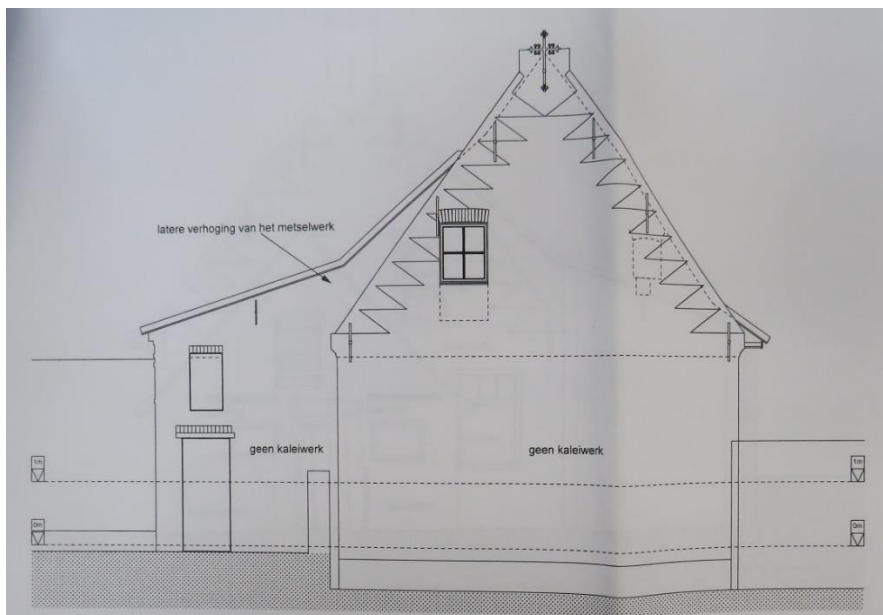 latere verhoging van het metselwerk
geen kaleiwerk
geen kaleiwerk
1m
1m
0m
0m